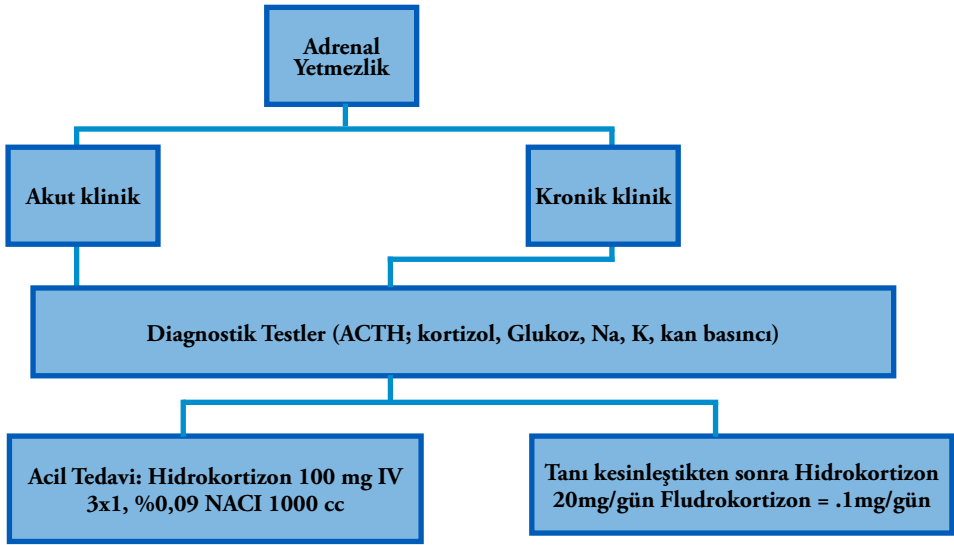 Adrenal
Yetmezlik
Akut klinik
Kronik klinik
Diagnostik Testler (ACTH; kortizol, Glukoz, Na, K, kan basıncı)
Acil Tedavi: Hidrokortizon 100 mg IV
3x1, %0,09 NACI 1000 cc
Tanı kesinleştikten sonra Hidrokortizon
20mg/gün Fludrokortizon = .1mg/gün